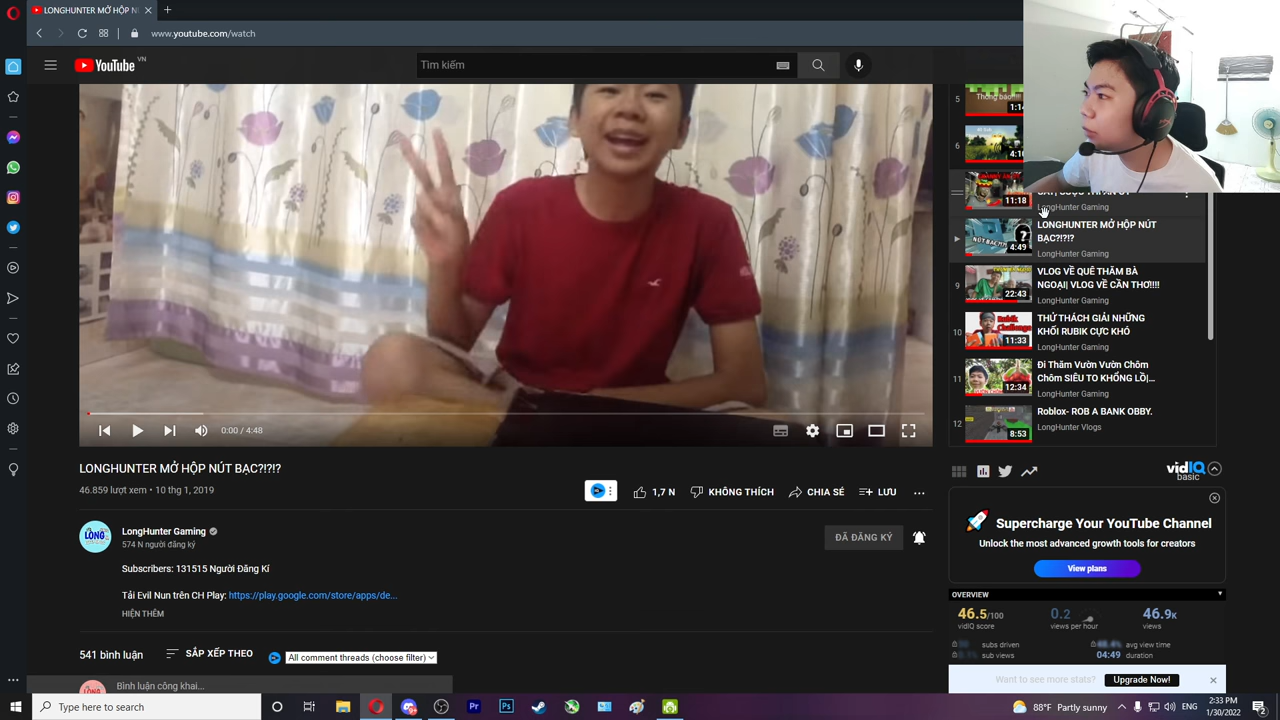 LONGHUNTER MỞ HỘP N
www.youtube.com/watch
YouTube VN
Tìm kiếm
5
1:14
6
4:10
11:18
LongHunter Gaming
LONGHUNTER MỞ HỘP NÚT
BẠC?!?!?
4:49
LongHunter Gaming
9
VLOG VỀ QUÊ THĂM BÀ
NGOẠI| VLOG VỀ CẦN THƠ!!!!
22:43
LongHunter Gaming
10
THỬ THÁCH GIẢI NHỮNG
KHỐI RUBIK CỰC KHÓ
Rubik
Challenge
11:33
LongHunter Gaming
11
Đi Thăm Vườn Vườn Chôm
Chôm SIÊU TO KHỔNG LỒ|...
12:34
LongHunter Gaming
12
Roblox- ROB A BANK OBBY.
8:53
LongHunter Vlogs
0:00 / 4:48
LONGHUNTER MỞ HỘP NÚT BẠC?!?!?
46.859 lượt xem • 10 thg 1, 2019
1,7 N
KHÔNG THÍCH
CHIA SẺ
LƯU
LONG
LongHunter Gaming
574 N người đăng ký
ĐÃ ĐĂNG KÝ
Subscribers: 131515 Người Đăng Kí
Tải Evil Nun trên CH Play: https://play.google.com/store/apps/de...
HIỆN THÊM
541 bình luận
SẮP XẾP THEO
All comment threads (choose filter)
Bình luận công khai...
vidIQ
basic
Supercharge Your YouTube Channel
Unlock the most advanced growth tools for creators
View plans
OVERVIEW
46.5/100
vidIQ score
0.2
views per hour
46.9K
views
subs driven
avg view time
sub views
04:49 duration
Want to see more stats?
Upgrade Now!
Type here to search
88°F Partly sunny
ENG
2:33 PM
1/30/2022
2